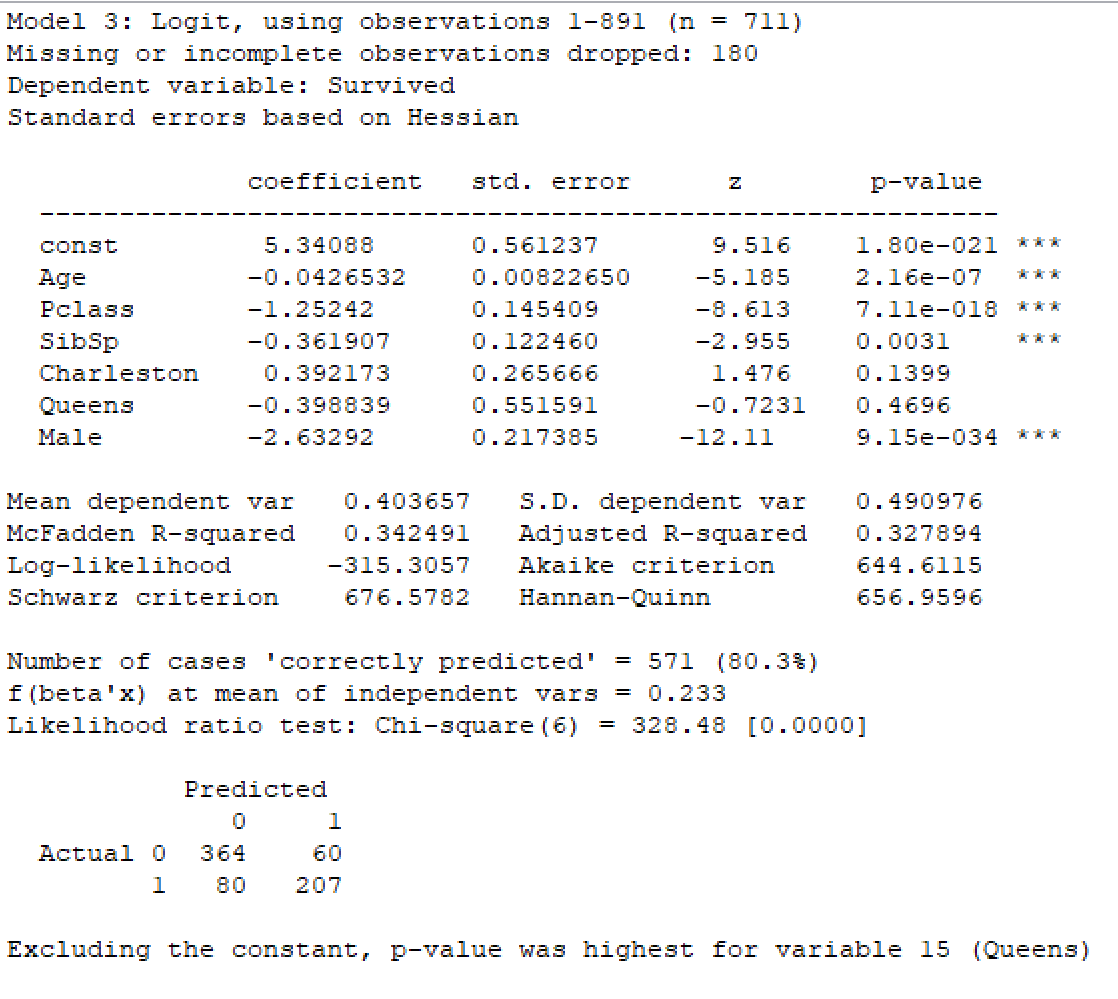 Model 3: Logit, using observations 1-891 (n = 711)
Missing or incomplete observations dropped: 180
Dependent variable: Survived
Standard errors based on Hessian
coefficient std. error z p-value
---------------------------------------------------------------
const 5.34088 0.561237 9.516 1.80e-021 ***
Age -0.0426532 0.00822650 -5.185 2.16e-07 ***
Pclass -1.25242 0.145409 -8.613 7.11e-018 ***
SibSp -0.361907 0.122460 -2.955 0.0031 ***
Charleston 0.392173 0.265666 1.476 0.1399
Queens -0.398839 0.551591 -0.7231 0.4696
Male -2.63292 0.217385 -12.11 9.15e-034 ***
Mean dependent var 0.403657 S.D. dependent var 0.490976
McFadden R-squared 0.342491 Adjusted R-squared 0.327894
Log-likelihood -315.3057 Akaike criterion 644.6115
Schwarz criterion 676.5782 Hannan-Quinn 656.9596
Number of cases 'correctly predicted' = 571 (80.3%)
f(beta'x) at mean of independent vars = 0.233
Likelihood ratio test: Chi-square(6) = 328.48 [0.0000]
Predicted
0 1
Actual 0 364 60
1 80 207
Excluding the constant, p-value was highest for variable 15 (Queens)